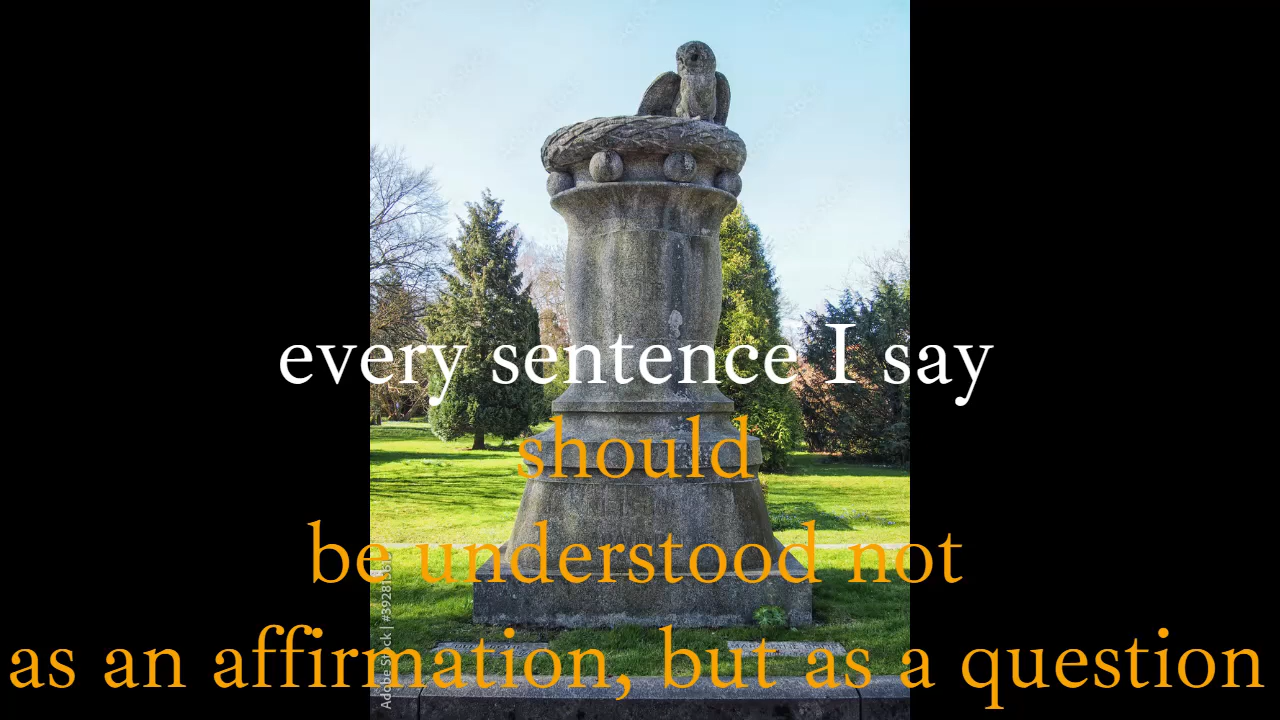 every sentence I say
should
be understood not
as an affirmation, but as a question